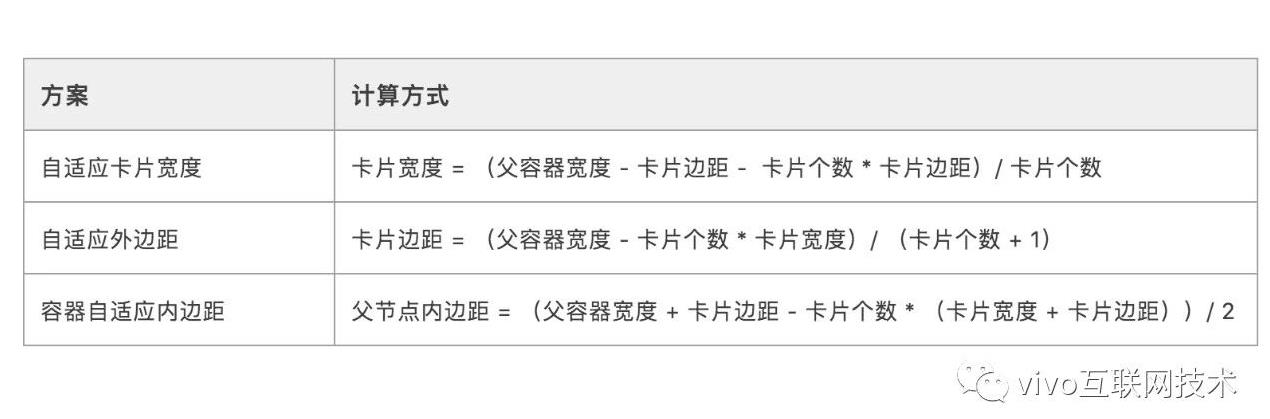 方案 计算方式
自适应卡片宽度 卡片宽度 = （父容器宽度 - 卡片边距 - 卡片个数 * 卡片边距）/ 卡片个数
自适应外边距 卡片边距 = （父容器宽度 - 卡片个数 * 卡片宽度）/ （卡片个数 + 1）
容器自适应内边距 父节点内边距 = （父容器宽度 + 卡片边距 - 卡片个数 * （卡片宽度 + 卡片边距））/ 2
vivo互联网技术